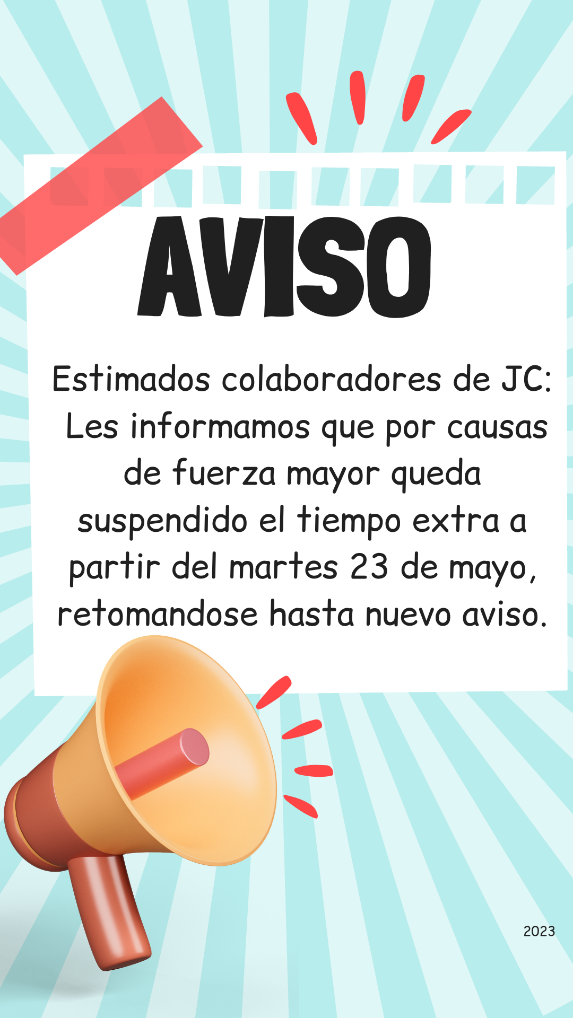 AVISO
Estimados colaboradores de JC:
Les informamos que por causas
de fuerza mayor queda
suspendido el tiempo extra a
partir del martes 23 de mayo,
retomandose hasta nuevo aviso.
2023